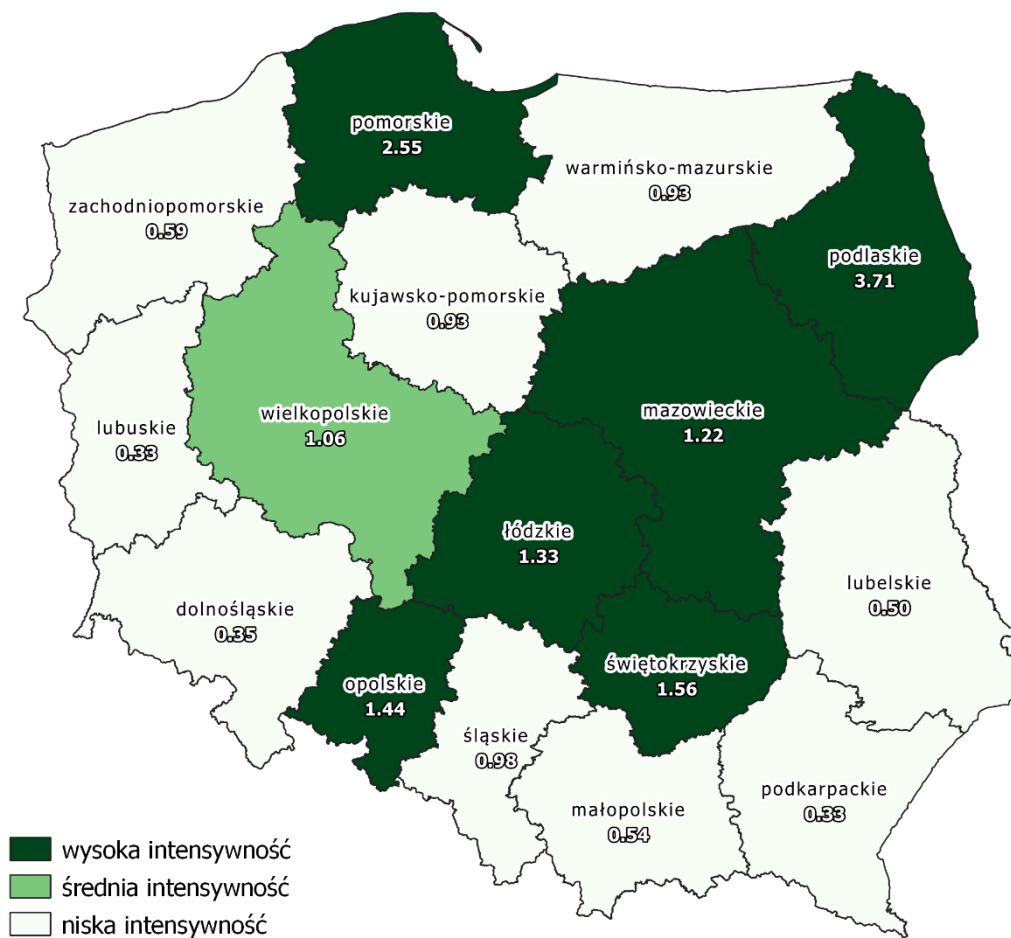 pomorskie
2.55
warmińsko-mazurskie
0.93
zachodniopomorskie
0.59
podlaskie
3.71
kujawsko-pomorskie
0.93
wielkopolskie
1.06
mazowieckie
1.22
lubuskie
0.33
łódzkie
1.33
lubelskie
0.50
dolnośląskie
0.35
świętokrzyskie
1.56
opolskie
1.44
śląskie
0.98
podkarpackie
0.33
małopolskie
0.54
wysoka intensywność
średnia intensywność
niska intensywność